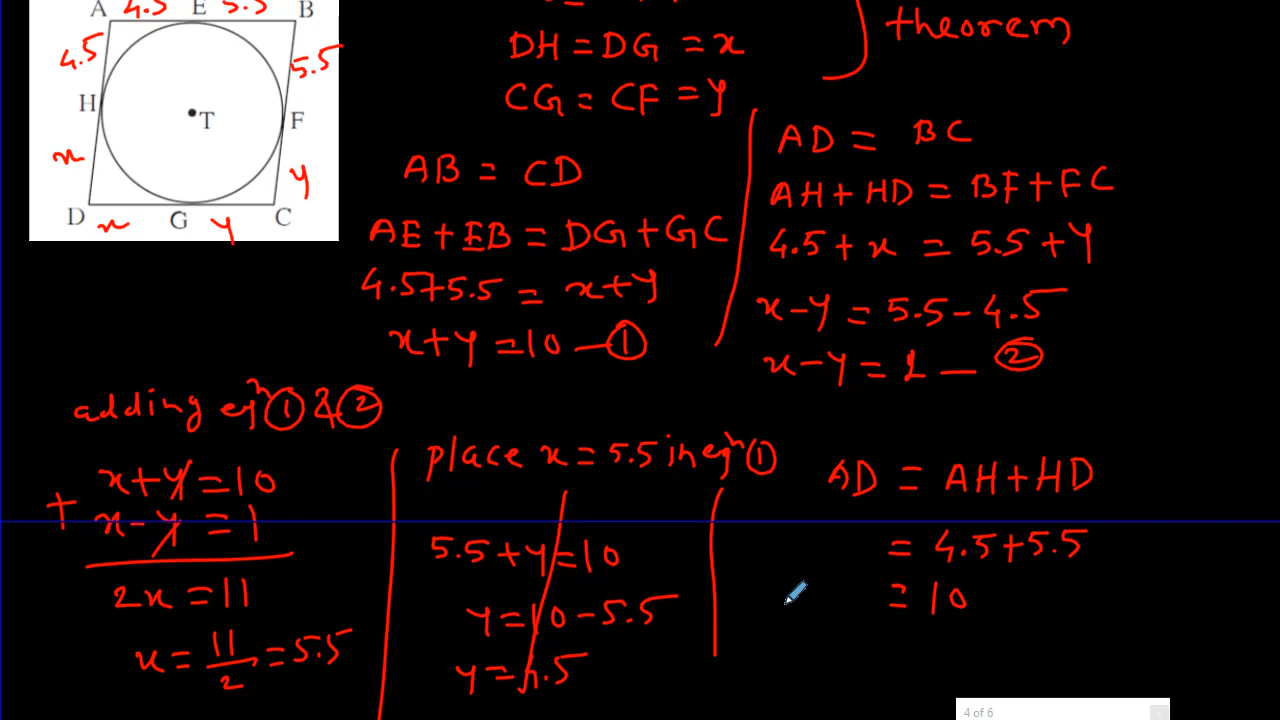 A 4.5 E 5.5 B
4.5
5.5
H
T
F
x
y
D x G y C
theorem
DH = DG = x
CG = CF = y
AB = CD
AE + EB = DG + GC
4.5 + 5.5 = x + y
x + y = 10 — ①
AD = BC
AH + HD = BF + FC
4.5 + x = 5.5 + y
x - y = 5.5 - 4.5
x - y = 1 — ②
adding eqn ① & ②
x + y = 10
+ x - y = 1
2x = 11
x = 11/2 = 5.5
place x = 5.5 in eqn ①
5.5 + y = 10
y = 10 - 5.5
y = 4.5
AD = AH + HD
= 4.5 + 5.5
= 10
4 of 6